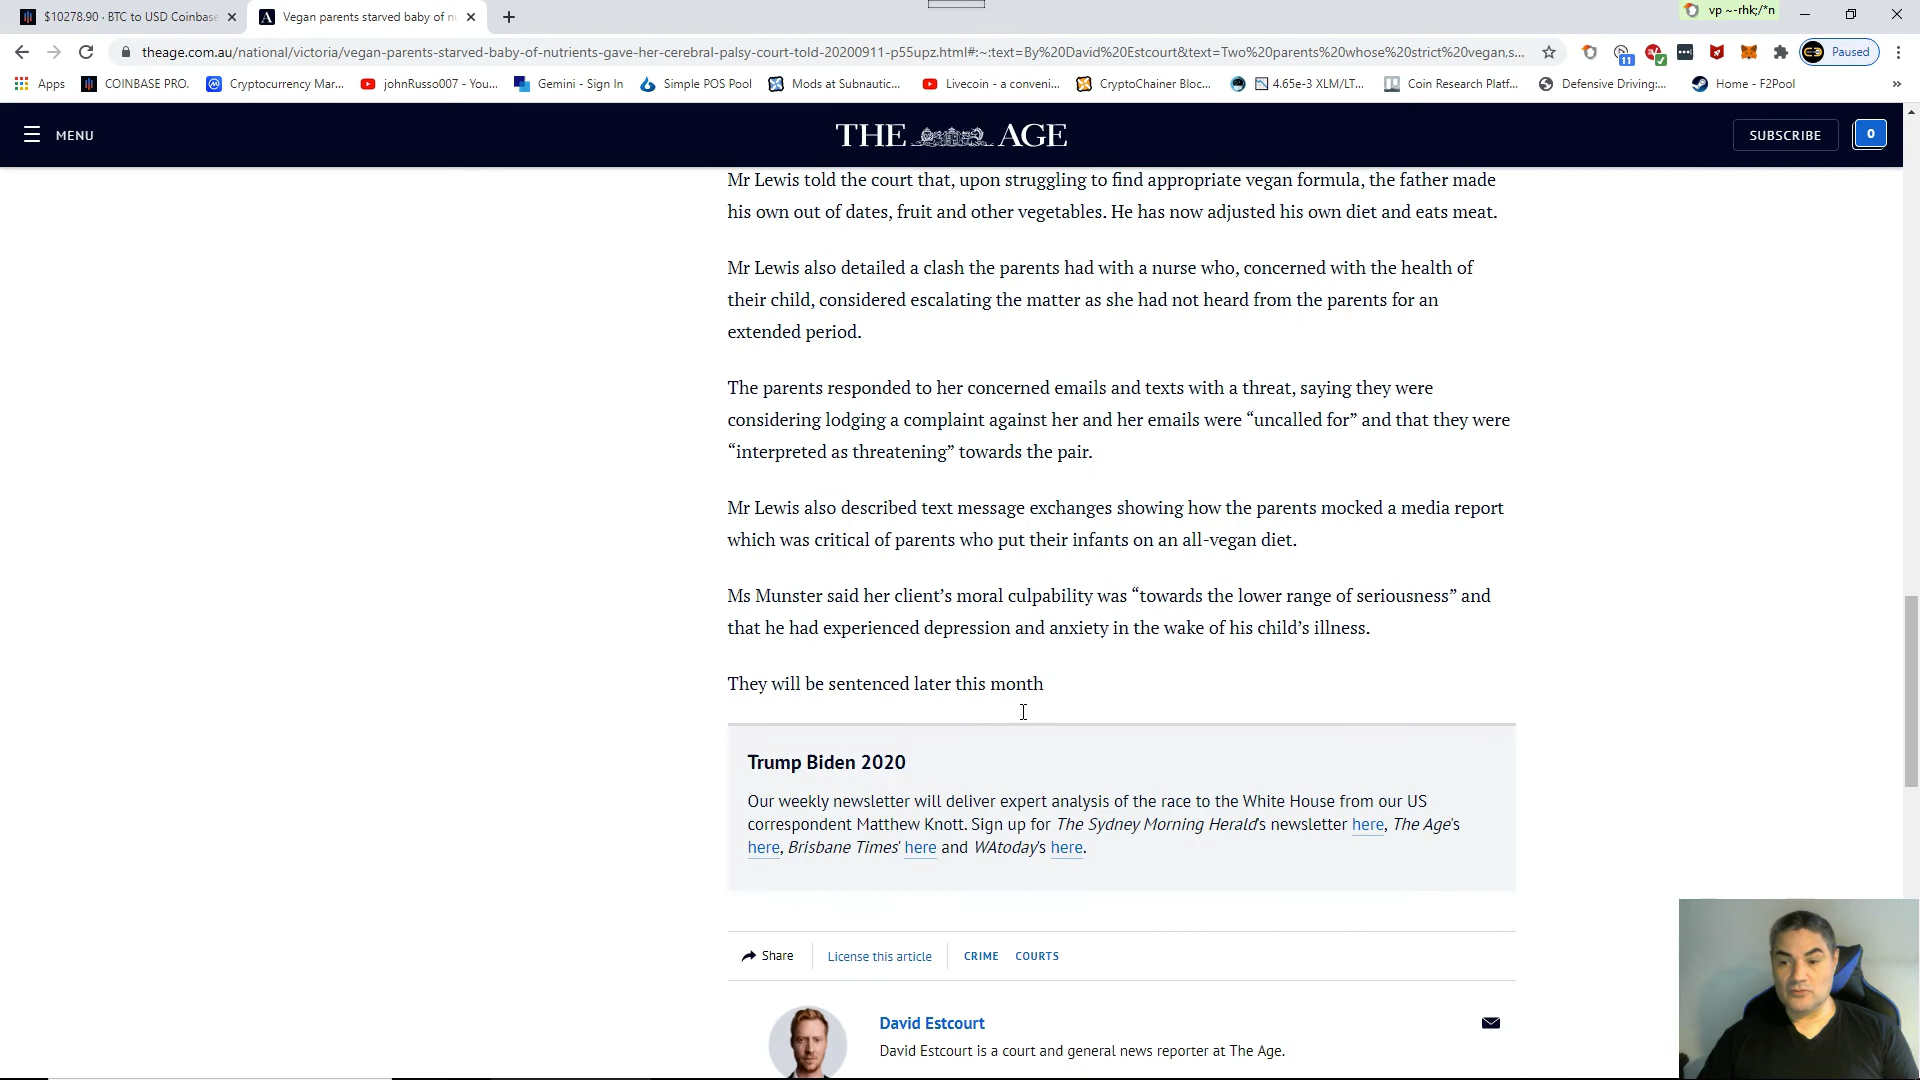 $10278.90 · BTC to USD Coinbase
Vegan parents starved baby of nu
vp ~-rhk;/*n
theage.com.au/national/victoria/vegan-parents-starved-baby-of-nutrients-gave-her-cerebral-palsy-court-told-20200911-p55upz.html#:~:text=By%20David%20Estcourt&text=Two%20parents%20whose%20strict%20vegan,s...
11
Paused
Apps
COINBASE PRO.
Cryptocurrency Mar...
johnRusso007 - You...
Gemini - Sign In
Simple POS Pool
Mods at Subnautic...
Livecoin - a conveni...
CryptoChainer Bloc...
4.65e-3 XLM/LT...
Coin Research Platf...
Defensive Driving:...
Home - F2Pool
»
MENU
THE AGE
SUBSCRIBE
0
Mr Lewis told the court that, upon struggling to find appropriate vegan formula, the father made
his own out of dates, fruit and other vegetables. He has now adjusted his own diet and eats meat.
Mr Lewis also detailed a clash the parents had with a nurse who, concerned with the health of
their child, considered escalating the matter as she had not heard from the parents for an
extended period.
The parents responded to her concerned emails and texts with a threat, saying they were
considering lodging a complaint against her and her emails were “uncalled for” and that they were
“interpreted as threatening” towards the pair.
Mr Lewis also described text message exchanges showing how the parents mocked a media report
which was critical of parents who put their infants on an all-vegan diet.
Ms Munster said her client’s moral culpability was “towards the lower range of seriousness” and
that he had experienced depression and anxiety in the wake of his child’s illness.
They will be sentenced later this month
Trump Biden 2020
Our weekly newsletter will deliver expert analysis of the race to the White House from our US
correspondent Matthew Knott. Sign up for The Sydney Morning Herald's newsletter here, The Age's
here, Brisbane Times' here and WAtoday's here.
Share
License this article
CRIME
COURTS
David Estcourt
David Estcourt is a court and general news reporter at The Age.